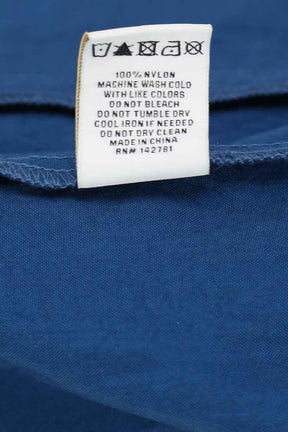 100% NYLON
MACHINE WASH COLD
WITH LIKE COLORS
DO NOT BLEACH
DO NOT TUMBLE DRY
COOL IRON IF NEEDED
DO NOT DRY CLEAN
MADE IN CHINA
RN# 142781